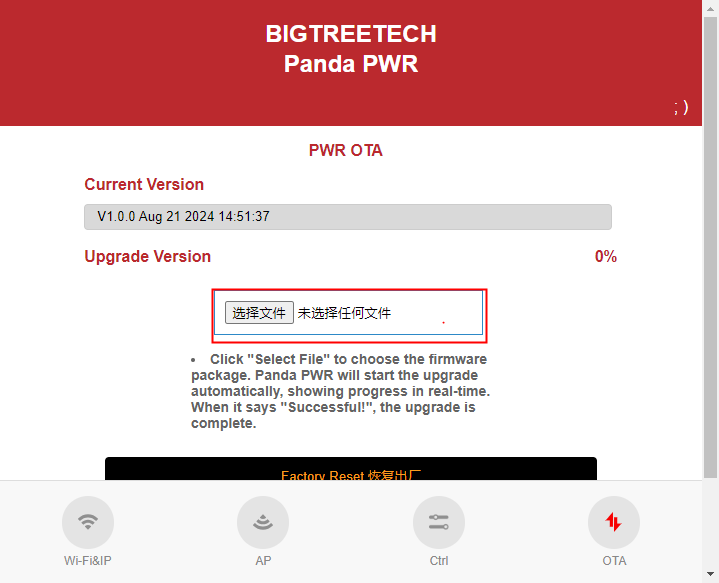 BIGTREETECH
Panda PWR
; )
PWR OTA
Current Version
V1.0.0 Aug 21 2024 14:51:37
Upgrade Version 0%
选择文件 未选择任何文件
• Click "Select File" to choose the firmware
package. Panda PWR will start the upgrade
automatically, showing progress in real-time.
When it says "Successful!", the upgrade is
complete.
Factory Reset 恢复出厂
Wi-Fi&IP AP Ctrl OTA